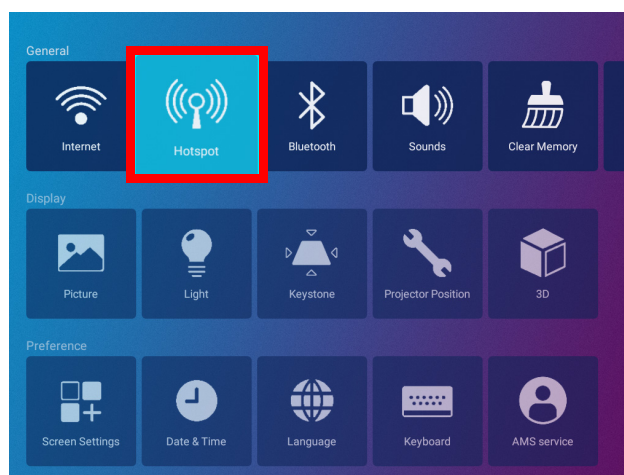 General
Internet
Hotspot
Bluetooth
Sounds
Clear Memory
Display
Picture
Light
Keystone
Projector Position
3D
Preference
Screen Settings
Date & Time
Language
Keyboard
AMS service